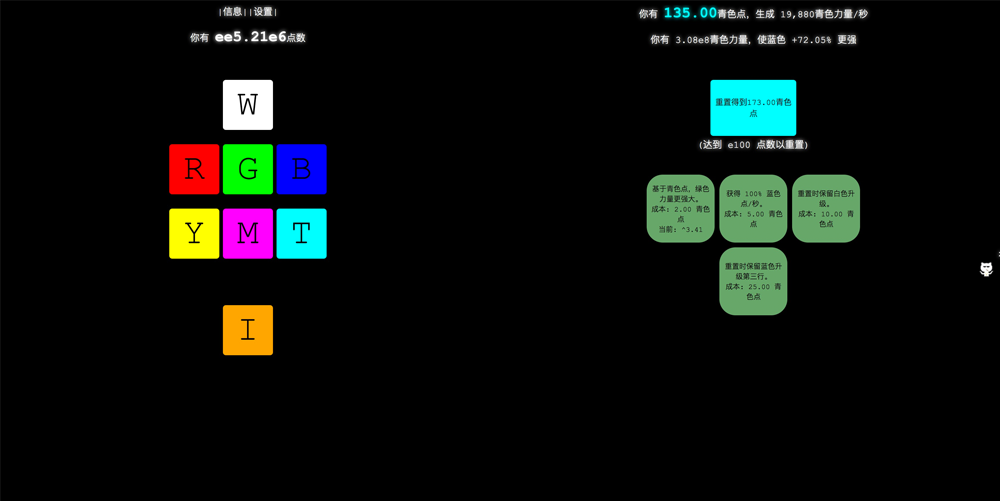 |信息||设置|
你有 ee5.21e6点数
W
R G B
Y M T
I
你有 135.00青色点, 生成 19,880青色力量/秒
你有 3.08e8青色力量, 使蓝色 +72.05% 更强
重置得到173.00青色
点
(达到 e100 点数以重置)
基于青色点, 绿色
力量更强大。
成本: 2.00 青色
点
当前: ^3.41
获得 100% 蓝色
点/秒。
成本: 5.00 青色
点
重置时保留白色升
级。
成本: 10.00 青
色点
重置时保留蓝色升
级第三行。
成本: 25.00 青
色点